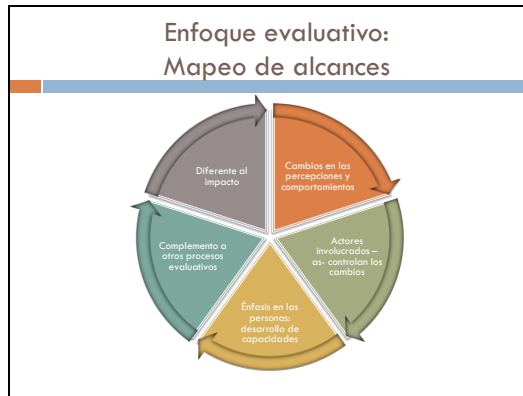 Enfoque evaluativo:
Mapeo de alcances
Diferente al
impacto
Cambios en las
percepciones y
comportamientos
Actores
involucrados –
as- controlan los
cambios
Énfasis en las
personas:
desarrollo de
capacidades
Complemento a
otros procesos
evaluativos